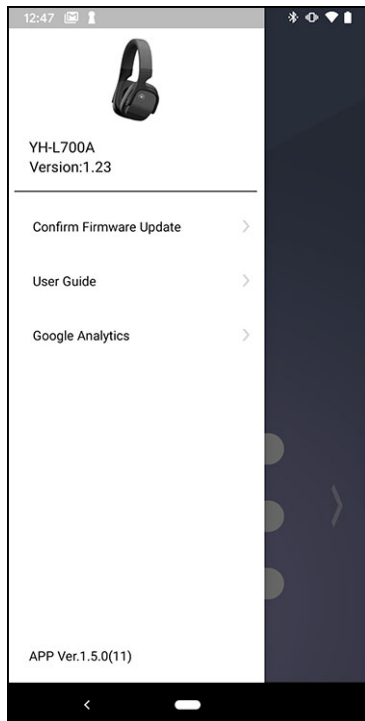 12:47
YH-L700A
Version:1.23
Confirm Firmware Update
User Guide
Google Analytics
APP Ver.1.5.0(11)